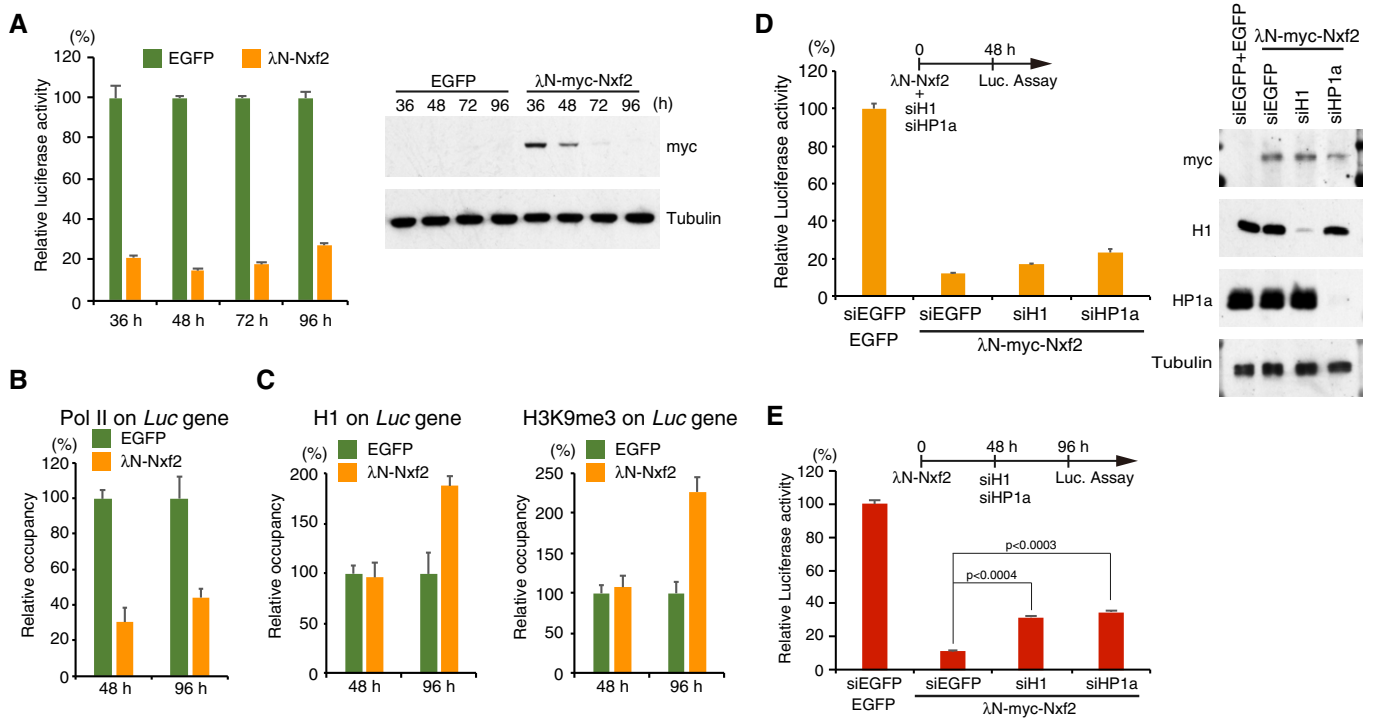 A
(%)
120
100
80
60
40
20
0
Relative luciferase activity
EGFP
λN-Nxf2
36 h
48 h
72 h
96 h
EGFP
λN-myc-Nxf2
36 48 72 96 36 48 72 96 (h)
myc
Tubulin
B
Pol II on Luc gene
(%)
EGFP
λN-Nxf2
120
100
80
60
40
20
0
Relative occupancy
48 h
96 h
C
H1 on Luc gene
(%)
EGFP
λN-Nxf2
200
150
100
50
0
Relative occupancy
48 h
96 h
H3K9me3 on Luc gene
(%)
EGFP
λN-Nxf2
250
200
150
100
50
0
Relative occupancy
48 h
96 h
D
(%)
120
100
80
60
40
20
0
Relative Luciferase activity
0
48 h
λN-Nxf2
+
siH1
siHP1a
Luc. Assay
siEGFP
EGFP
siEGFP
siH1
siHP1a
λN-myc-Nxf2
siEGFP+EGFP
λN-myc-Nxf2
siEGFP
siH1
siHP1a
myc
H1
HP1a
Tubulin
E
(%)
120
100
80
60
40
20
0
Relative Luciferase activity
0
48 h
96 h
λN-Nxf2
siH1
siHP1a
Luc. Assay
p<0.0003
p<0.0004
siEGFP
EGFP
siEGFP
siH1
siHP1a
λN-myc-Nxf2